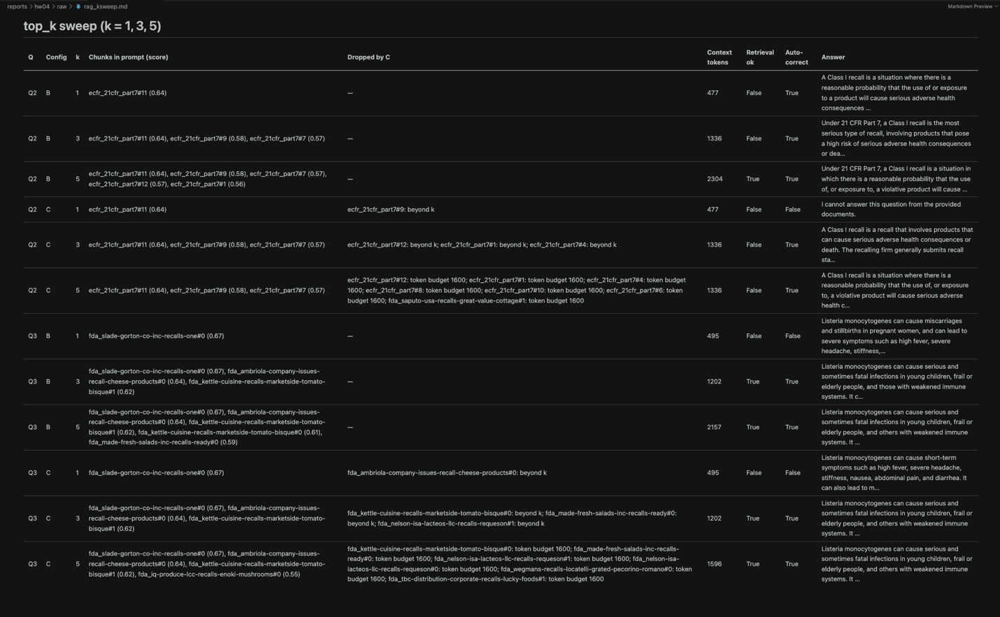 reports > hw04 > raw > rag_ksweep.md
Markdown Preview
top_k sweep (k = 1, 3, 5)
Q Config k Chunks in prompt (score) Dropped by C Context tokens Retrieval ok Auto-correct Answer
Q2 B 1 ecfr_21cfr_part7#11 (0.64) — 477 False True A Class I recall is a situation where there is a
reasonable probability that the use of or exposure
to a product will cause serious adverse health
consequences ...
Q2 B 3 ecfr_21cfr_part7#11 (0.64), ecfr_21cfr_part7#9 (0.58), ecfr_21cfr_part7#7 (0.57) — 1336 False True Under 21 CFR Part 7, a Class I recall is the most
serious type of recall, involving products that pose
a high risk of serious adverse health consequences
or dea...
Q2 B 5 ecfr_21cfr_part7#11 (0.64), ecfr_21cfr_part7#9 (0.58), ecfr_21cfr_part7#7 (0.57),
ecfr_21cfr_part7#12 (0.57), ecfr_21cfr_part7#1 (0.56) — 2304 True True Under 21 CFR Part 7, a Class I recall is a situation in
which there is a reasonable probability that the use
of, or exposure to, a violative product will cause ...
Q2 C 1 ecfr_21cfr_part7#11 (0.64) ecfr_21cfr_part7#9: beyond k 477 False False I cannot answer this question from the provided
documents.
Q2 C 3 ecfr_21cfr_part7#11 (0.64), ecfr_21cfr_part7#9 (0.58), ecfr_21cfr_part7#7 (0.57) ecfr_21cfr_part7#12: beyond k; ecfr_21cfr_part7#1: beyond k; ecfr_21cfr_part7#4: beyond k 1336 False True A Class I recall is a recall that involves products that
can cause serious adverse health consequences or
death. The recalling firm generally submits recall
sta...
Q2 C 5 ecfr_21cfr_part7#11 (0.64), ecfr_21cfr_part7#9 (0.58), ecfr_21cfr_part7#7 (0.57) ecfr_21cfr_part7#12: token budget 1600; ecfr_21cfr_part7#1: token budget 1600; ecfr_21cfr_part7#4: token budget
1600; ecfr_21cfr_part7#8: token budget 1600; ecfr_21cfr_part7#10: token budget 1600; ecfr_21cfr_part7#6: token
budget 1600; fda_saputo-usa-recalls-great-value-cottage#1: token budget 1600 1336 False True A Class I recall is a situation where there is a
reasonable probability that the use of, or exposure
to, a violative product will cause serious adverse
health c...
Q3 B 1 fda_slade-gorton-co-inc-recalls-one#0 (0.67) — 495 False False Listeria monocytogenes can cause miscarriages
and stillbirths in pregnant women, and can lead to
severe symptoms such as high fever, severe
headache, stiffness,...
Q3 B 3 fda_slade-gorton-co-inc-recalls-one#0 (0.67), fda_ambriola-company-issues-
recall-cheese-products#0 (0.64), fda_kettle-cuisine-recalls-marketside-tomato-
bisque#1 (0.62) — 1202 True True Listeria monocytogenes can cause serious and
sometimes fatal infections in young children, frail or
elderly people, and those with weakened immune
systems. It c...
Q3 B 5 fda_slade-gorton-co-inc-recalls-one#0 (0.67), fda_ambriola-company-issues-
recall-cheese-products#0 (0.64), fda_kettle-cuisine-recalls-marketside-tomato-
bisque#1 (0.62), fda_kettle-cuisine-recalls-marketside-tomato-bisque#0 (0.61),
fda_made-fresh-salads-inc-recalls-ready#0 (0.59) — 2157 True True Listeria monocytogenes can cause serious and
sometimes fatal infections in young children, frail or
elderly people, and others with weakened immune
systems. It ...
Q3 C 1 fda_slade-gorton-co-inc-recalls-one#0 (0.67) fda_ambriola-company-issues-recall-cheese-products#0: beyond k 495 False False Listeria monocytogenes can cause short-term
symptoms such as high fever, severe headache,
stiffness, nausea, abdominal pain, and diarrhea. It
can also lead to m...
Q3 C 3 fda_slade-gorton-co-inc-recalls-one#0 (0.67), fda_ambriola-company-issues-
recall-cheese-products#0 (0.64), fda_kettle-cuisine-recalls-marketside-tomato-
bisque#1 (0.62) fda_kettle-cuisine-recalls-marketside-tomato-bisque#0: beyond k; fda_made-fresh-salads-inc-recalls-ready#0:
beyond k; fda_nelson-isa-lacteos-llc-recalls-requeson#1: beyond k 1202 True True Listeria monocytogenes can cause serious and
sometimes fatal infections in young children, frail or
elderly people, and others with weakened immune
systems. It ...
Q3 C 5 fda_slade-gorton-co-inc-recalls-one#0 (0.67), fda_ambriola-company-issues-
recall-cheese-products#0 (0.64), fda_kettle-cuisine-recalls-marketside-tomato-
bisque#1 (0.62), fda_iq-produce-lcc-recalls-enoki-mushrooms#0 (0.55) fda_kettle-cuisine-recalls-marketside-tomato-bisque#0: token budget 1600; fda_made-fresh-salads-inc-recalls-
ready#0: token budget 1600; fda_nelson-isa-lacteos-llc-recalls-requeson#1: token budget 1600; fda_nelson-isa-
lacteos-llc-recalls-requeson#0: token budget 1600; fda_wegmans-recalls-locatelli-grated-pecorino-romano#0: token
budget 1600; fda_tbc-distribution-corporate-recalls-lucky-foods#1: token budget 1600 1596 True True Listeria monocytogenes can cause serious and
sometimes fatal infections in young children, frail or
elderly people, and others with weakened immune
systems. It ...